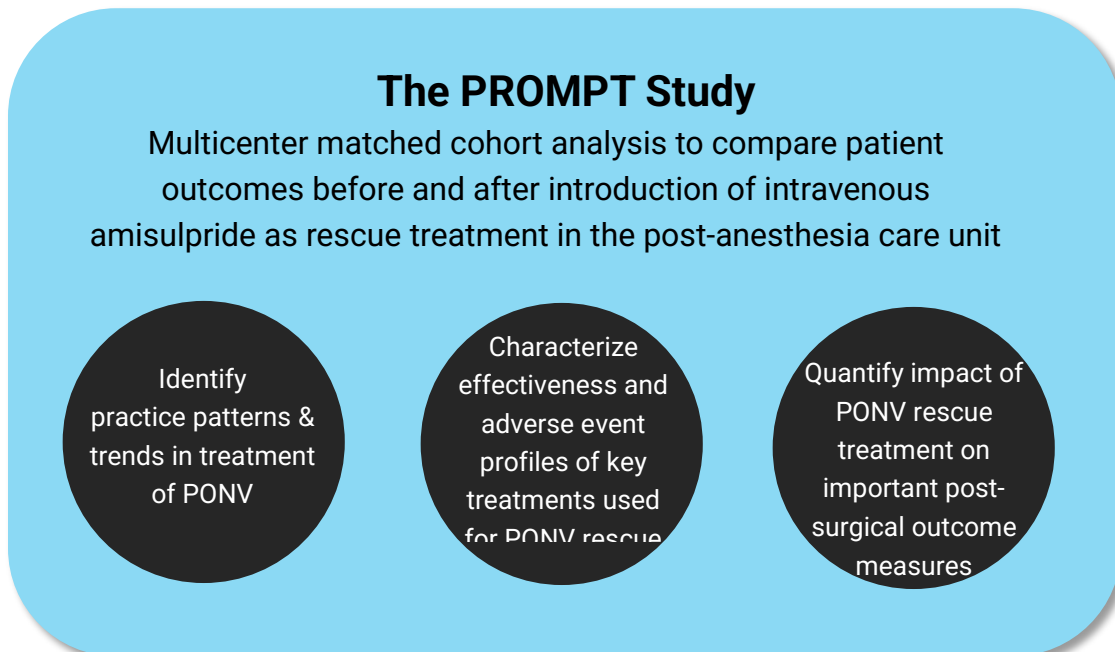 The PROMPT Study
Multicenter matched cohort analysis to compare patient
outcomes before and after introduction of intravenous
amisulpride as rescue treatment in the post-anesthesia care unit
Identify
practice patterns &
trends in treatment
of PONV
Characterize
effectiveness and
adverse event
profiles of key
treatments used
for PONV rescue
Quantify impact of
PONV rescue
treatment on
important post-
surgical outcome
measures